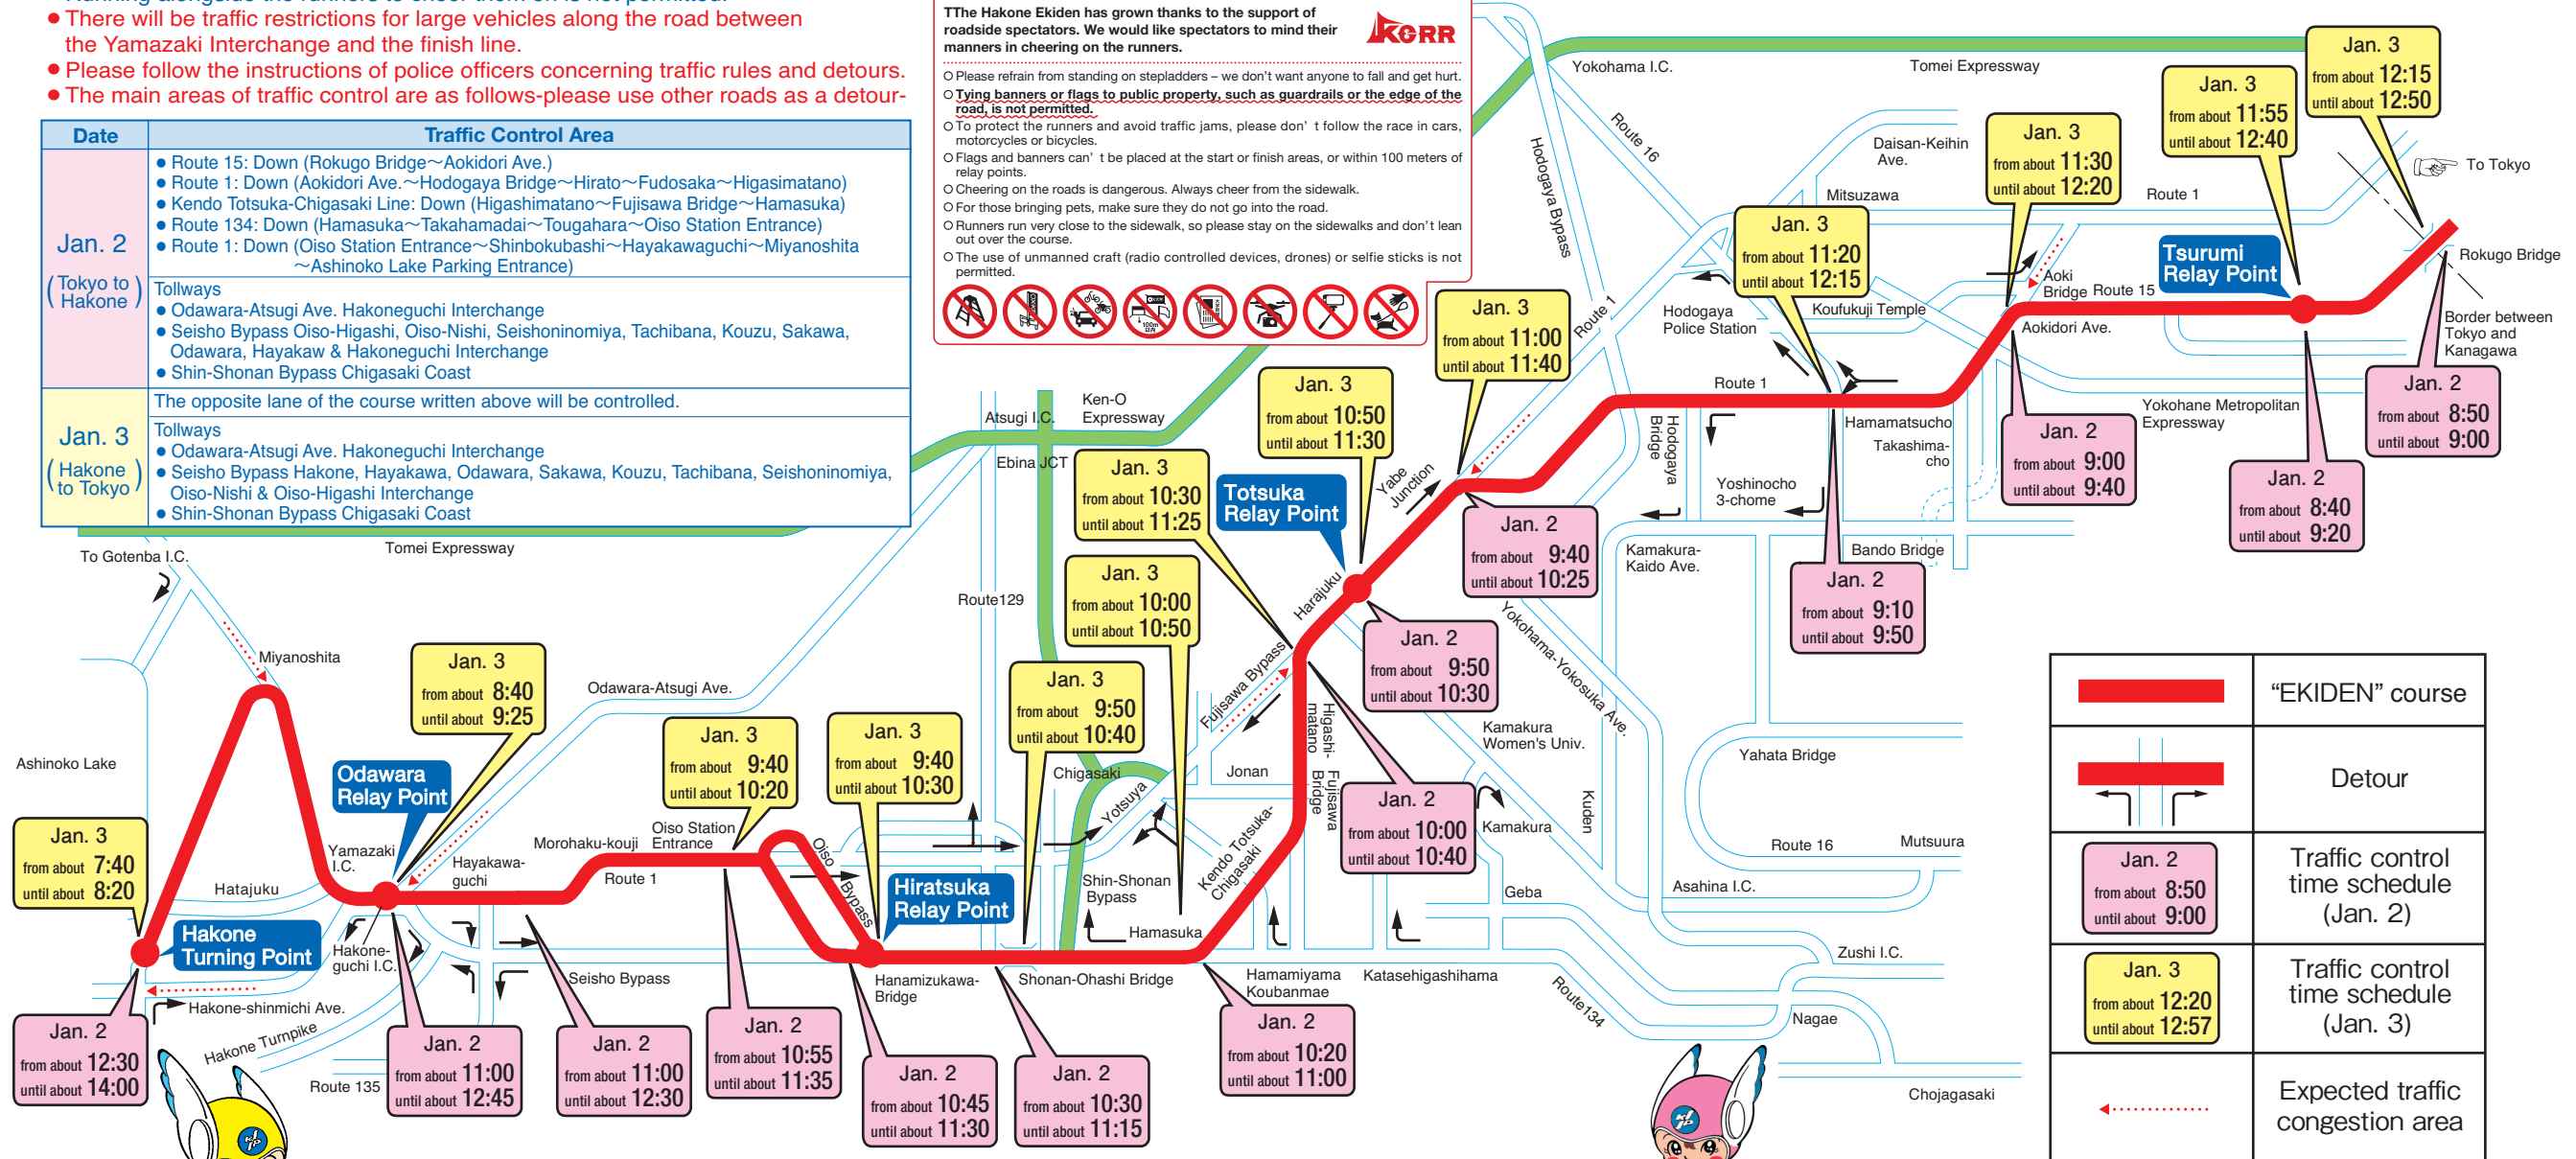 Running alongside the runners to cheer them on is not permitted.
● There will be traffic restrictions for large vehicles along the road between
the Yamazaki Interchange and the finish line.
● Please follow the instructions of police officers concerning traffic rules and detours.
● The main areas of traffic control are as follows-please use other roads as a detour-
Date
Traffic Control Area
Jan. 2
(Tokyo to
Hakone)
● Route 15: Down (Rokugo Bridge～Aokidori Ave.)
● Route 1: Down (Aokidori Ave.～Hodogaya Bridge～Hirato～Fudosaka～Higasimatano)
● Kendo Totsuka-Chigasaki Line: Down (Higashimatano～Fujisawa Bridge～Hamasuka)
● Route 134: Down (Hamasuka～Takahamadai～Tougahara～Oiso Station Entrance)
● Route 1: Down (Oiso Station Entrance～Shinbokubashi～Hayakawaguchi～Miyanoshita
～Ashinoko Lake Parking Entrance)
Tollways
● Odawara-Atsugi Ave. Hakoneguchi Interchange
● Seisho Bypass Oiso-Higashi, Oiso-Nishi, Seishoninomiya, Tachibana, Kouzu, Sakawa,
Odawara, Hayakaw & Hakoneguchi Interchange
● Shin-Shonan Bypass Chigasaki Coast
Jan. 3
(Hakone
to Tokyo)
The opposite lane of the course written above will be controlled.
Tollways
● Odawara-Atsugi Ave. Hakoneguchi Interchange
● Seisho Bypass Hakone, Hayakawa, Odawara, Sakawa, Kouzu, Tachibana, Seishoninomiya,
Oiso-Nishi & Oiso-Higashi Interchange
● Shin-Shonan Bypass Chigasaki Coast
TThe Hakone Ekiden has grown thanks to the support of
roadside spectators. We would like spectators to mind their
manners in cheering on the runners.
KGRR
○ Please refrain from standing on stepladders – we don't want anyone to fall and get hurt.
○ Tying banners or flags to public property, such as guardrails or the edge of the
road, is not permitted.
○ To protect the runners and avoid traffic jams, please don' t follow the race in cars,
motorcycles or bicycles.
○ Flags and banners can' t be placed at the start or finish areas, or within 100 meters of
relay points.
○ Cheering on the roads is dangerous. Always cheer from the sidewalk.
○ For those bringing pets, make sure they do not go into the road.
○ Runners run very close to the sidewalk, so please stay on the sidewalks and don't lean
out over the course.
○ The use of unmanned craft (radio controlled devices, drones) or selfie sticks is not
permitted.
100m
Yokohama I.C.
Tomei Expressway
Jan. 3
from about 12:15
until about 12:50
Jan. 3
from about 11:55
until about 12:40
Jan. 3
from about 11:30
until about 12:20
Jan. 3
from about 11:20
until about 12:15
Jan. 3
from about 11:00
until about 11:40
Jan. 3
from about 10:50
until about 11:30
Jan. 3
from about 10:30
until about 11:25
Jan. 3
from about 10:00
until about 10:50
Jan. 3
from about 9:50
until about 10:40
Jan. 3
from about 9:40
until about 10:30
Jan. 3
from about 9:40
until about 10:20
Jan. 3
from about 8:40
until about 9:25
Jan. 3
from about 7:40
until about 8:20
Route 16
Hodogaya Bypass
Daisan-Keihin
Ave.
Mitsuzawa
Route 1
To Tokyo
Rokugo Bridge
Border between
Tokyo and
Kanagawa
Tsurumi
Relay Point
Aoki
Bridge
Route 15
Aokidori Ave.
Koufukuji Temple
Hodogaya
Police Station
Route 1
Route 1
Hamamatsucho
Takashima-
cho
Yokohane Metropolitan
Expressway
Hodogaya
Bridge
Yoshinocho
3-chome
Kamakura-
Kaido Ave.
Bando Bridge
Atsugi I.C.
Ken-O
Expressway
Ebina JCT
Totsuka
Relay Point
Yabe
Junction
Harajuku
Fujisawa Bypass
Higashi-
matano
Fujisawa
Bridge
Yokohama-Yokosuka Ave.
Kamakura
Women's Univ.
Kamakura
Kuden
Yahata Bridge
Route 16
Mutsuura
Asahina I.C.
Geba
Zushi I.C.
Nagae
Chojagasaki
Route134
Katasehigashihama
Hamamiyama
Koubanmae
Jonan
Yotsuya
Chigasaki
Kendo Totsuka-
Chigasaki
Shin-Shonan
Bypass
Hamasuka
Shonan-Ohashi Bridge
Route129
Hiratsuka
Relay Point
Hanamizukawa-
Bridge
Oiso
Bypass
Oiso Station
Entrance
Morohaku-kouji
Route 1
Seisho Bypass
Odawara-Atsugi Ave.
Hayakawa-
guchi
Odawara
Relay Point
Yamazaki
I.C.
Hakone-
guchi I.C.
Hatajuku
Miyanoshita
To Gotenba I.C.
Tomei Expressway
Ashinoko Lake
Hakone
Turning Point
Hakone-shinmichi Ave.
Hakone Turnpike
Route 135
Jan. 2
from about 8:50
until about 9:00
Jan. 2
from about 8:40
until about 9:20
Jan. 2
from about 9:00
until about 9:40
Jan. 2
from about 9:10
until about 9:50
Jan. 2
from about 9:40
until about 10:25
Jan. 2
from about 9:50
until about 10:30
Jan. 2
from about 10:00
until about 10:40
Jan. 2
from about 10:20
until about 11:00
Jan. 2
from about 10:30
until about 11:15
Jan. 2
from about 10:45
until about 11:30
Jan. 2
from about 10:55
until about 11:35
Jan. 2
from about 11:00
until about 12:30
Jan. 2
from about 11:00
until about 12:45
Jan. 2
from about 12:30
until about 14:00
“EKIDEN” course
Detour
Jan. 2
from about 8:50
until about 9:00
Traffic control
time schedule
(Jan. 2)
Jan. 3
from about 12:20
until about 12:57
Traffic control
time schedule
(Jan. 3)
Expected traffic
congestion area